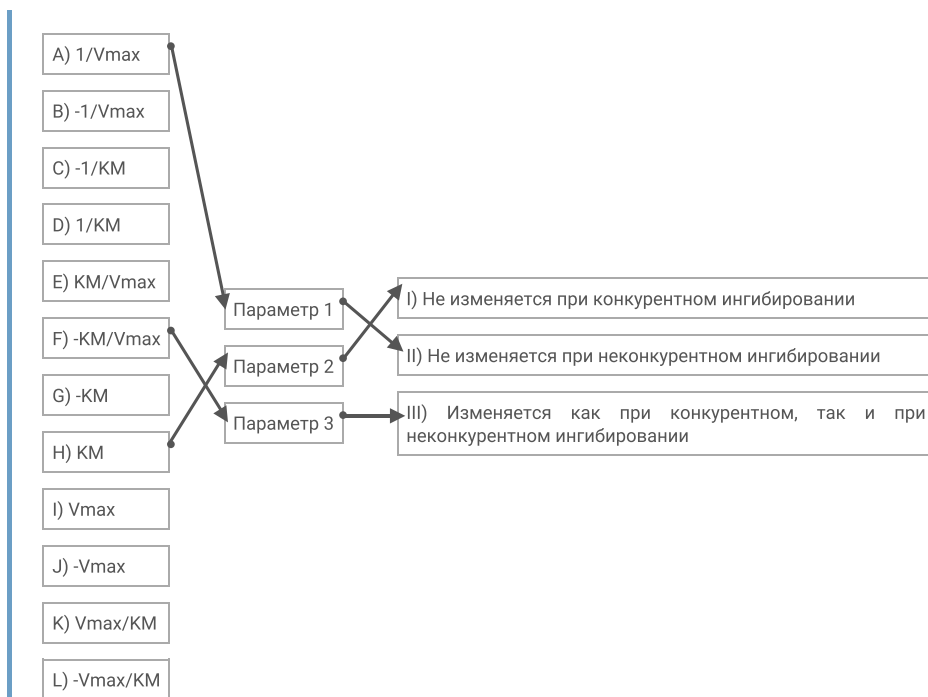 A) 1/Vmax
B) -1/Vmax
C) -1/KM
D) 1/KM
E) KM/Vmax
F) -KM/Vmax
G) -KM
H) KM
I) Vmax
J) -Vmax
K) Vmax/KM
L) -Vmax/KM
Параметр 1
Параметр 2
Параметр 3
I) Не изменяется при конкурентном ингибировании
II) Не изменяется при неконкурентном ингибировании
III) Изменяется как при конкурентном, так и при
неконкурентном ингибировании